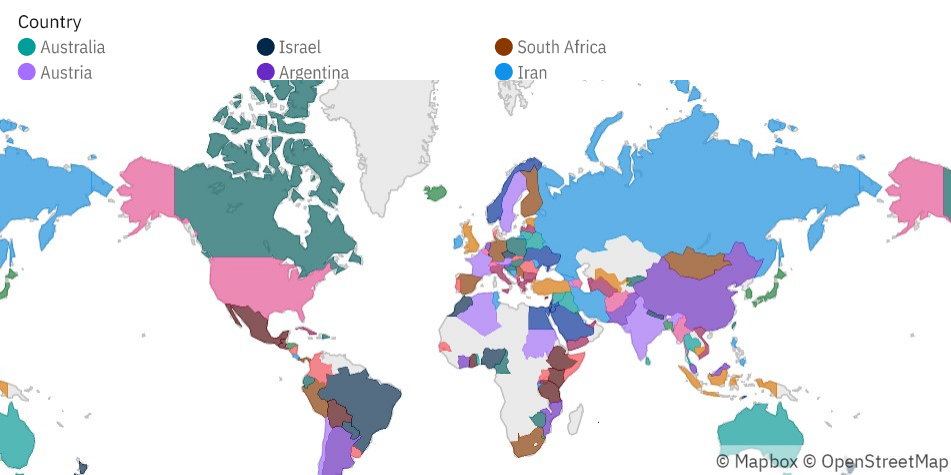 Country
Australia
Israel
South Africa
Austria
Argentina
Iran
© Mapbox © OpenStreetMap